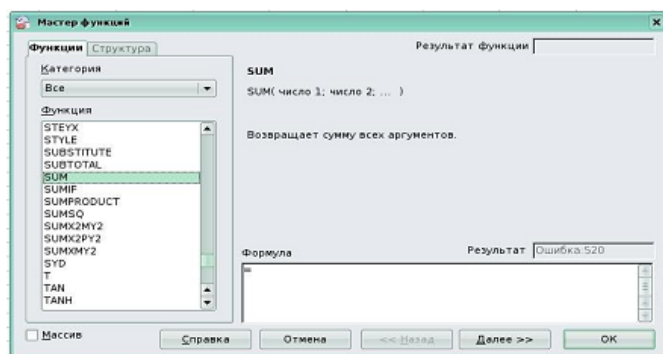 Мастер функций
Функции Структура
Результат функции
Категория
Все
Функция
STEYX
STYLE
SUBSTITUTE
SUBTOTAL
SUM
SUMIF
SUMPRODUCT
SUMSQ
SUMX2MY2
SUMX2PY2
SUMXMY2
SYD
T
TAN
TANH
SUM
SUM( число 1; число 2; ... )
Возвращает сумму всех аргументов.
Формула
Результат Ошибка:520
=
Массив
Справка Отмена << Назад Далее >> OK